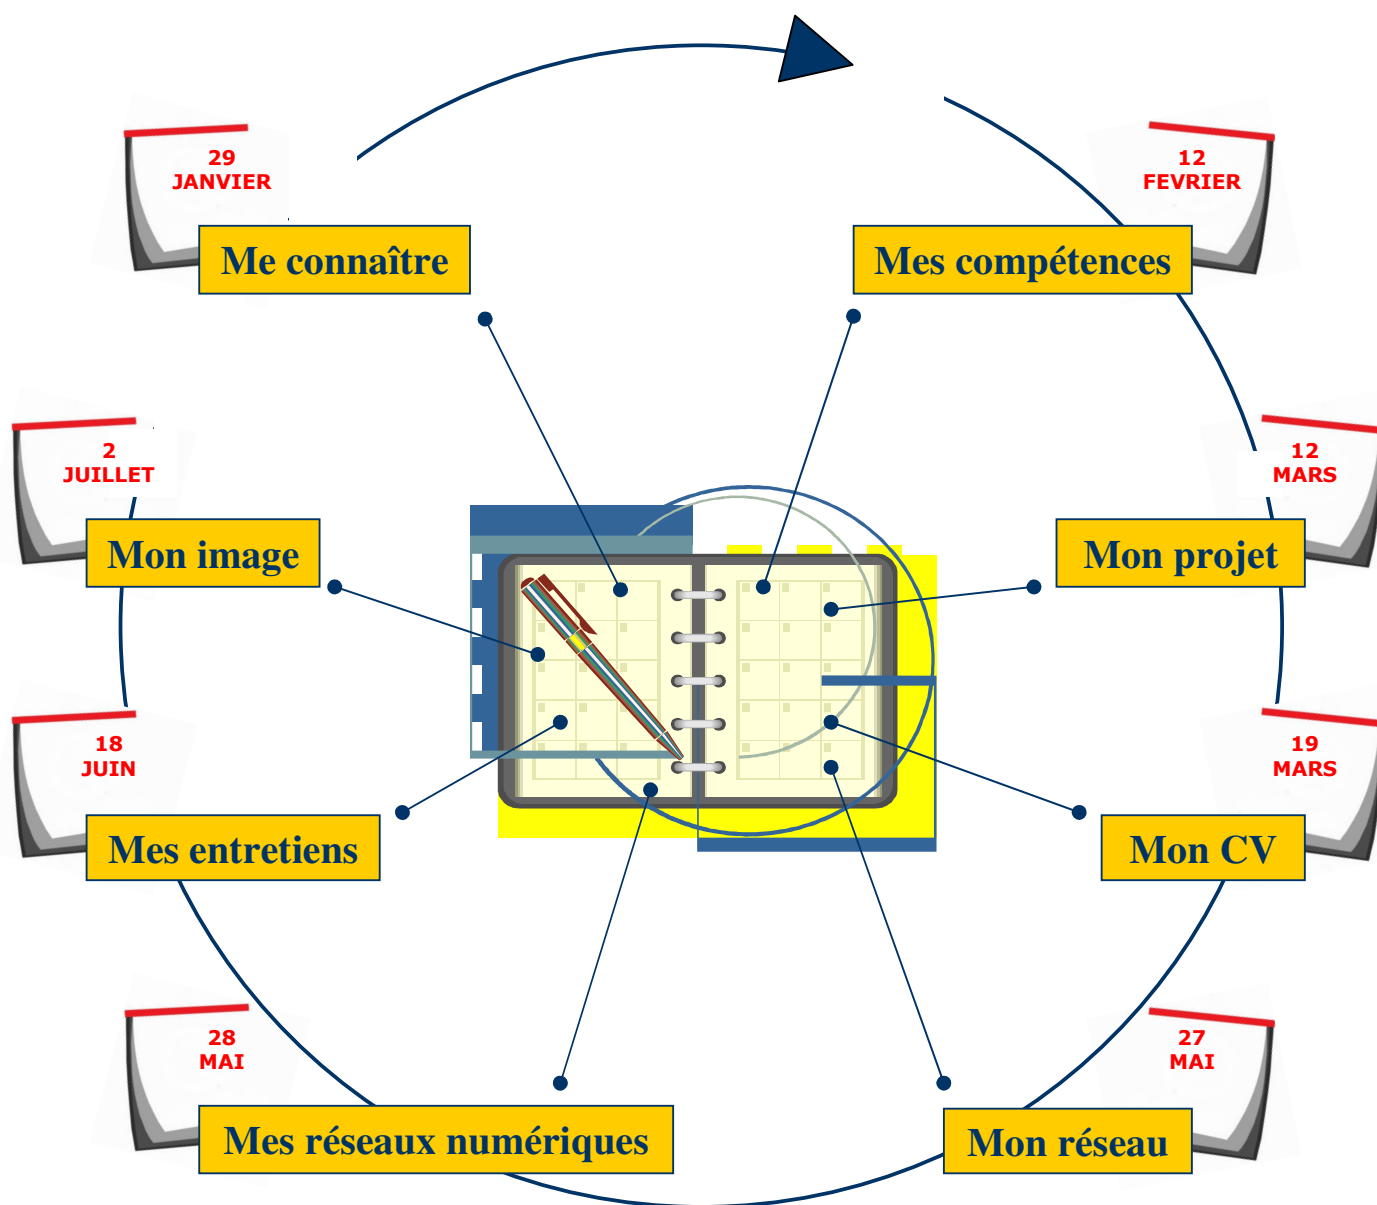 29
JANVIER
Me connaître
12
FEVRIER
Mes compétences
2
JUILLET
Mon image
12
MARS
Mon projet
18
JUIN
Mes entretiens
19
MARS
Mon CV
28
MAI
Mes réseaux numériques
27
MAI
Mon réseau